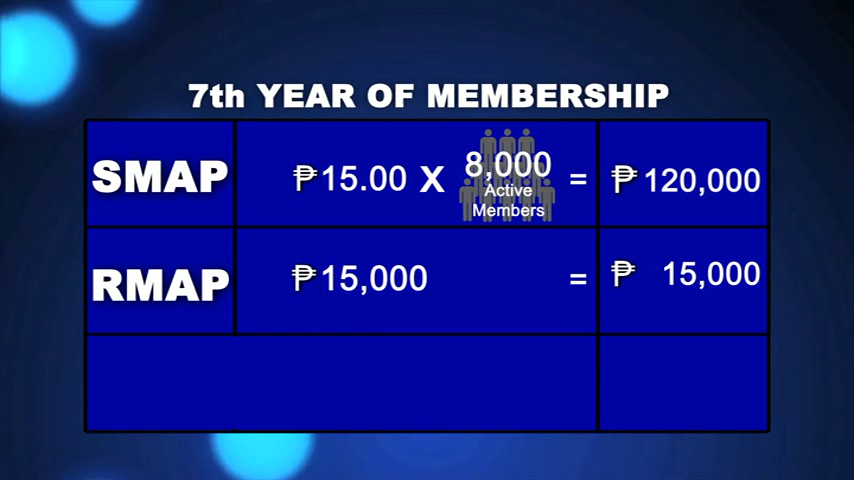 7th YEAR OF MEMBERSHIP
SMAP ₱15.00 X 8,000 Active Members = ₱ 120,000
RMAP ₱15,000 = ₱ 15,000